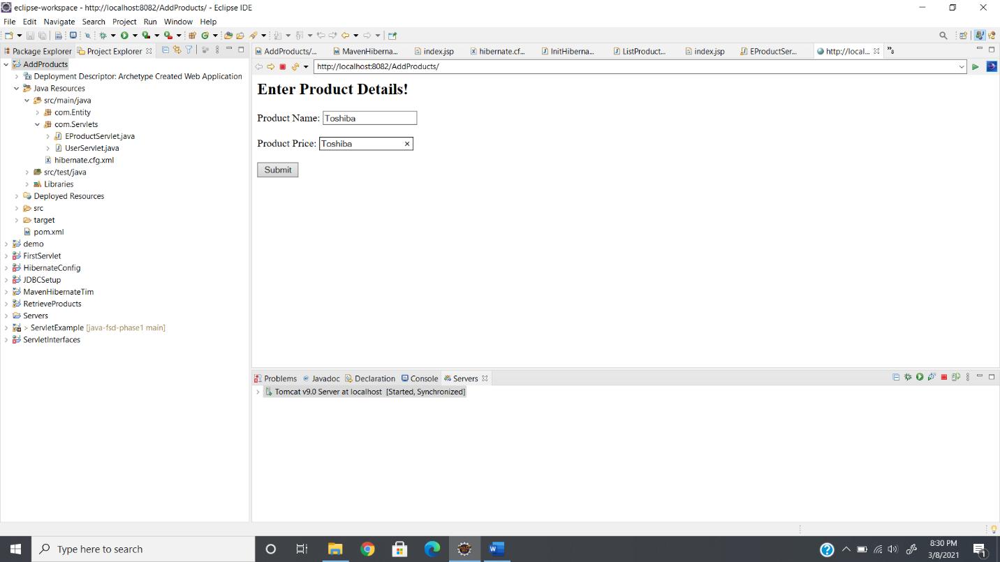 eclipse-workspace - http://localhost:8082/AddProducts/ - Eclipse IDE
File Edit Navigate Search Project Run Window Help
Package Explorer
Project Explorer
AddProducts
Deployment Descriptor: Archetype Created Web Application
Java Resources
src/main/java
com.Entity
com.Servlets
EProductServlet.java
UserServlet.java
hibernate.cfg.xml
src/test/java
Libraries
Deployed Resources
src
target
pom.xml
demo
FirstServlet
HibernateConfig
JDBCSetup
MavenHibernateTim
RetrieveProducts
Servers
> ServletExample [java-fsd-phase1 main]
ServletInterfaces
AddProducts/... MavenHiberna... index.jsp hibernate.cf... InitHiberna... ListProduct... index.jsp EProductSer... http://local... »8
http://localhost:8082/AddProducts/
Enter Product Details!
Product Name: Toshiba
Product Price: Toshiba
Submit
Problems @ Javadoc Declaration Console Servers
Tomcat v9.0 Server at localhost [Started, Synchronized]
Type here to search
8:30 PM
3/8/2021
1